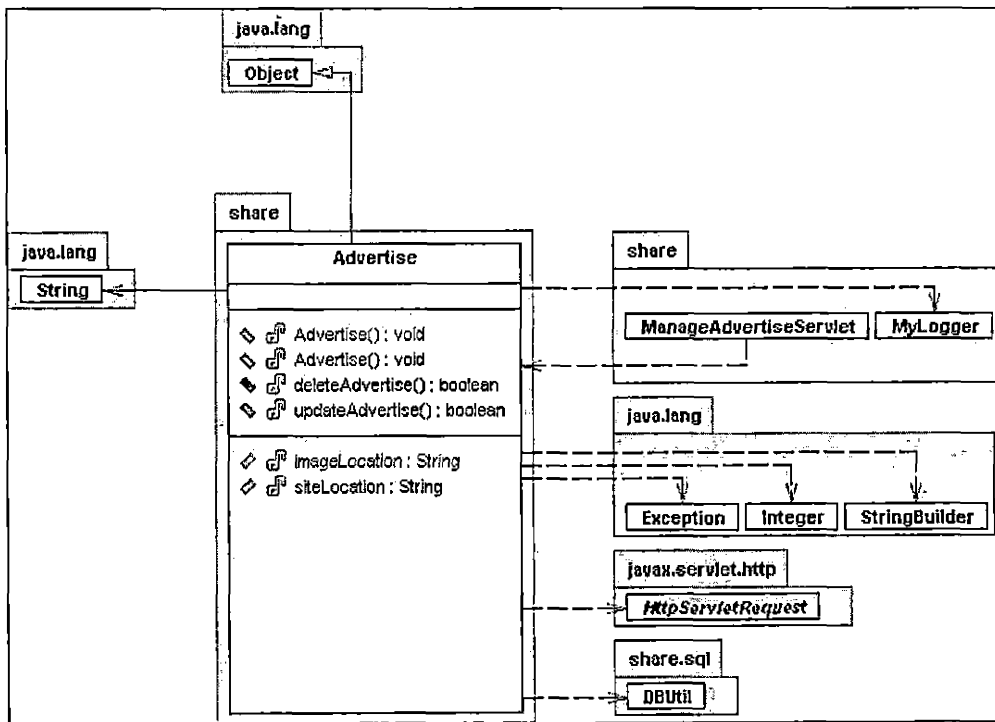 java.lang
Object
share
Advertise
java.lang
String
Advertise() : void
Advertise() : void
deleteAdvertise() : boolean
updateAdvertise() : boolean
imageLocation : String
siteLocation : String
share
ManageAdvertiseServlet
MyLogger
java.lang
Exception
Integer
StringBuilder
javax.servlet.http
HttpServletRequest
share.sql
DBUtil